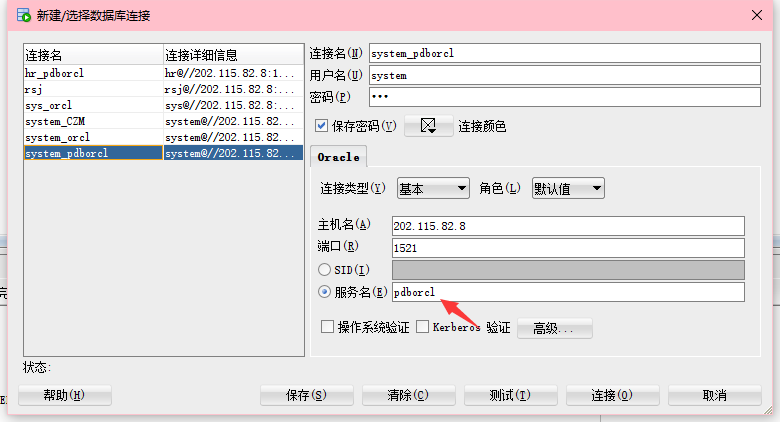 新建/选择数据库连接
连接名 连接详细信息
hr_pdborcl hr@//202.115.82.8:1...
rsj rsj@//202.115.82.8:...
sys_orcl sys@//202.115.82.8:...
system_CZM system@//202.115.82...
system_orcl system@//202.115.82...
system_pdborcl system@//202.115.82...
连接名(N) system_pdborcl
用户名(U) system
密码(P) •••
保存密码(V) 连接颜色
Oracle
连接类型(Y) 基本 角色(L) 默认值
主机名(A) 202.115.82.8
端口(R) 1521
SID(I)
服务名(E) pdborcl
操作系统验证 Kerberos 验证 高级...
状态:
帮助(H) 保存(S) 清除(C) 测试(T) 连接(O) 取消